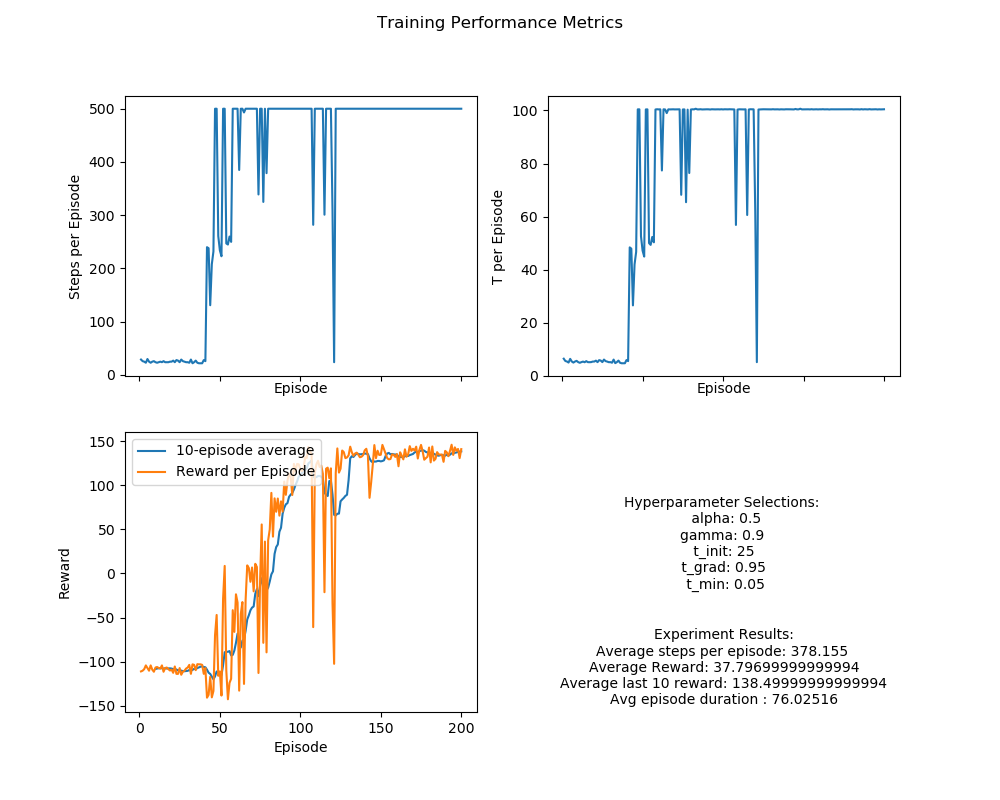 Training Performance Metrics
500
400
300
200
100
0
Steps per Episode
Episode
100
80
60
40
20
0
T per Episode
Episode
150
100
50
0
−50
−100
−150
Reward
10-episode average
Reward per Episode
0
50
100
150
200
Episode
Hyperparameter Selections:
alpha: 0.5
gamma: 0.9
t_init: 25
t_grad: 0.95
t_min: 0.05
Experiment Results:
Average steps per episode: 378.155
Average Reward: 37.79699999999994
Average last 10 reward: 138.49999999999994
Avg episode duration : 76.02516